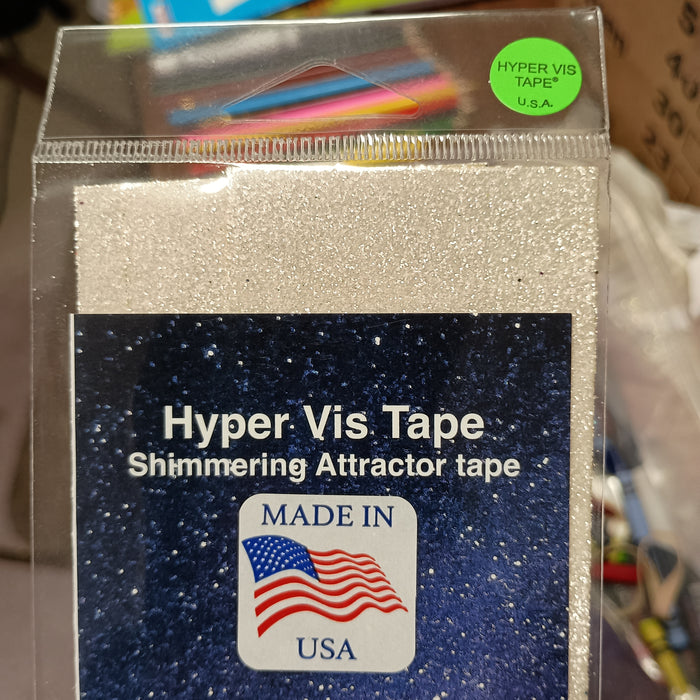 HYPER VIS
TAPE®
U.S.A.
Hyper Vis Tape
Shimmering Attractor tape
MADE IN
USA